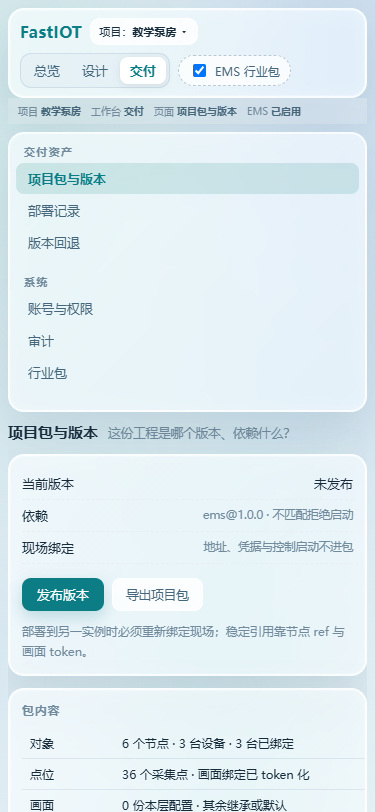 FastIOT 项目： 教学泵房
总览 设计 交付 EMS 行业包
项目 教学泵房 工作台 交付 页面 项目包与版本 EMS 已启用
交付资产
项目包与版本
部署记录
版本回退
系统
账号与权限
审计
行业包
项目包与版本 这份工程是哪个版本、依赖什么？
当前版本 未发布
依赖 ems@1.0.0 · 不匹配拒绝启动
现场绑定 地址、凭据与控制启动不进包
发布版本 导出项目包
部署到另一实例时必须重新绑定现场；稳定引用靠节点 ref 与
画面 token。
包内容
对象 6 个节点 · 3 台设备 · 3 台已绑定
点位 36 个采集点 · 画面绑定已 token 化
画面 0 份本层配置 · 其余继承或默认